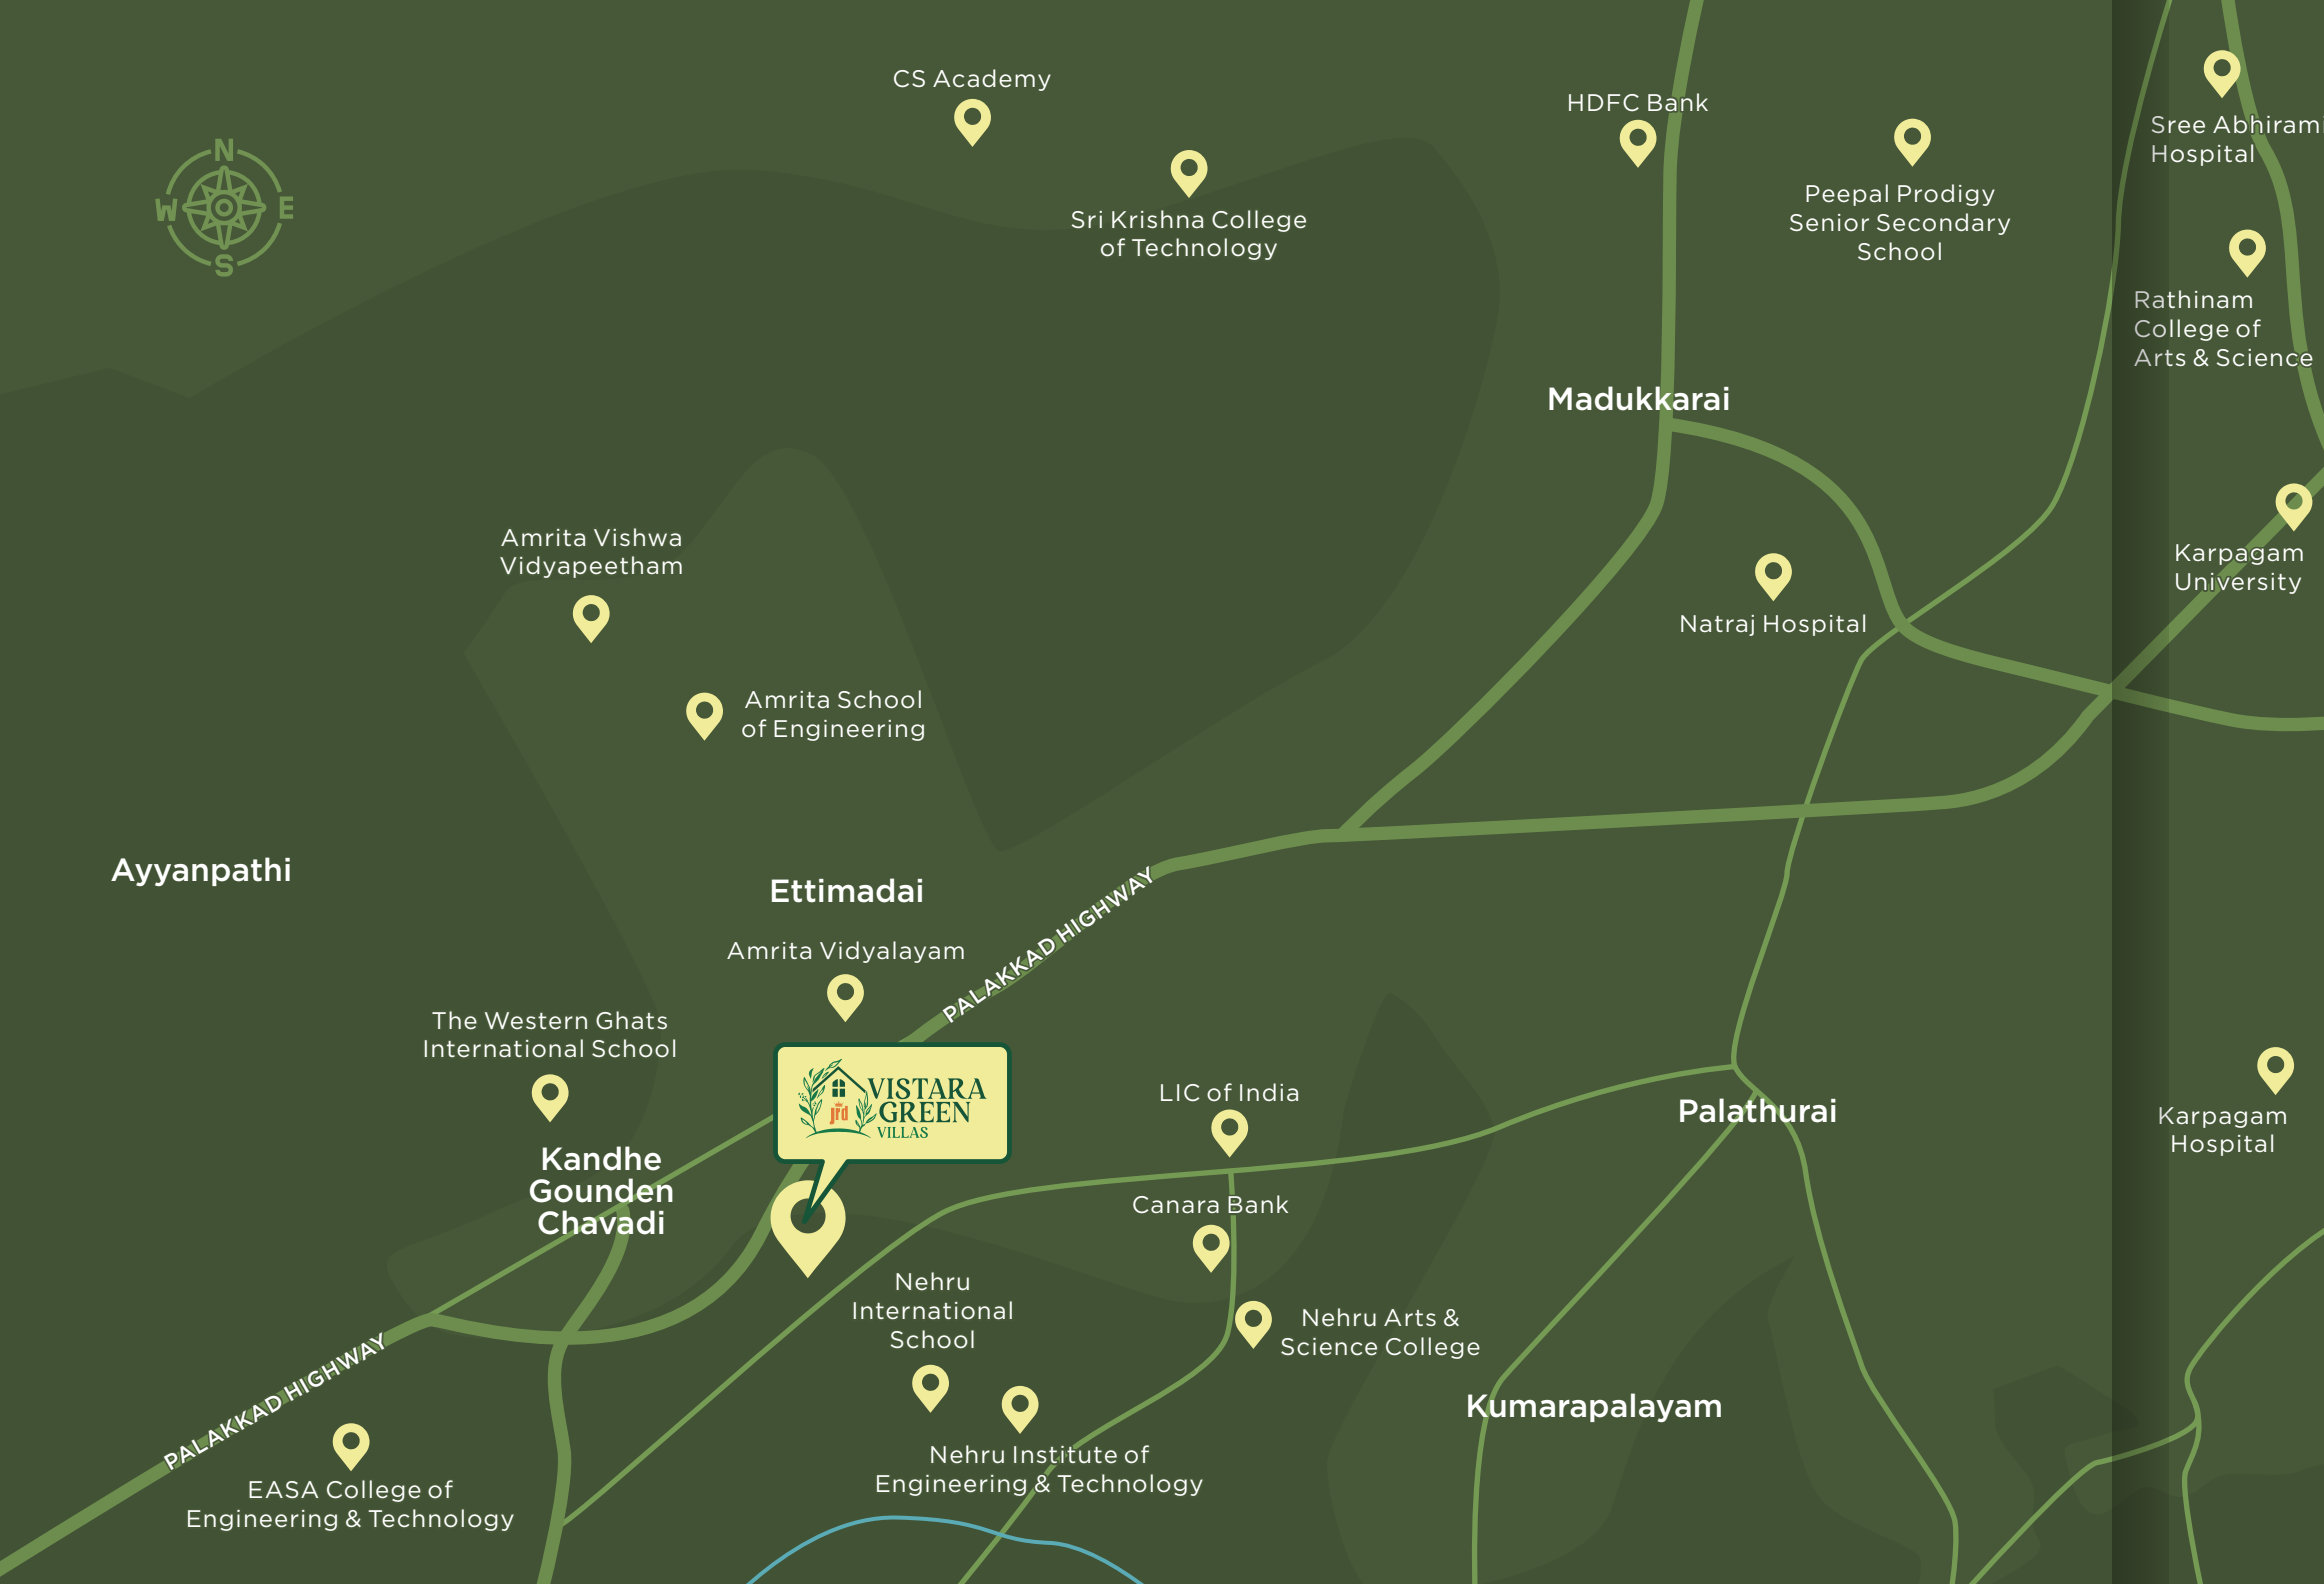 CS Academy
HDFC Bank
Sree Abhirami
Hospital
N
W
E
S
Sri Krishna College
of Technology
Peepal Prodigy
Senior Secondary
School
Rathinam
College of
Arts & Science
Madukkarai
Amrita Vishwa
Vidyapeetham
Karpagam
University
Natraj Hospital
Amrita School
of Engineering
Ayyanpathi
Ettimadai
PALAKKAD HIGHWAY
Amrita Vidyalayam
The Western Ghats
International School
VISTARA
GREEN
VILLAS
jrd
LIC of India
Palathurai
Karpagam
Hospital
Kandhe
Gounden
Chavadi
Canara Bank
Nehru
International
School
Nehru Arts &
Science College
PALAKKAD HIGHWAY
Kumarapalayam
Nehru Institute of
Engineering & Technology
EASA College of
Engineering & Technology